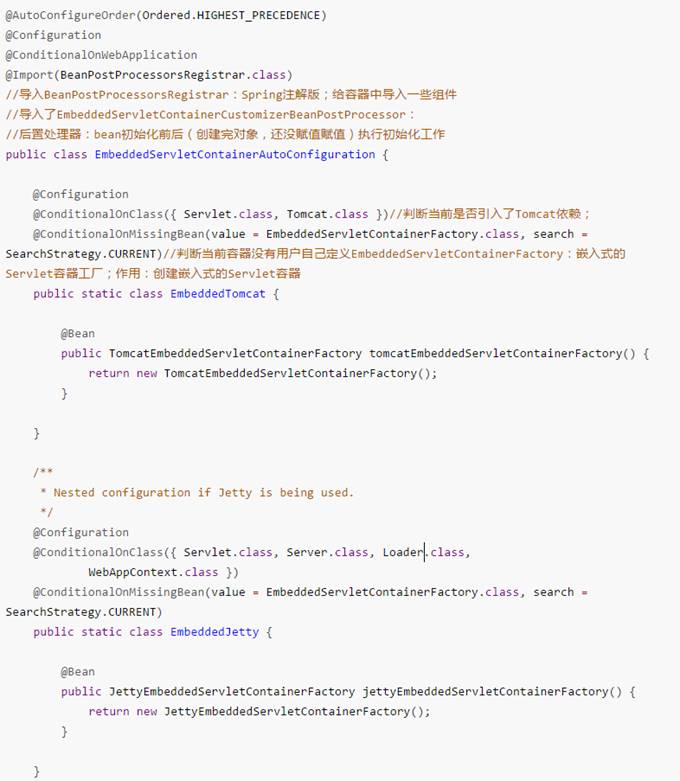 @AutoConfigureOrder(Ordered.HIGHEST_PRECEDENCE)
@Configuration
@ConditionalOnWebApplication
@Import(BeanPostProcessorsRegistrar.class)
//导入BeanPostProcessorsRegistrar：Spring注解版；给容器中导入一些组件
//导入了EmbeddedServletContainerCustomizerBeanPostProcessor：
//后置处理器：bean初始化前后（创建完对象，还没赋值赋值）执行初始化工作
public class EmbeddedServletContainerAutoConfiguration {
    @Configuration
    @ConditionalOnClass({ Servlet.class, Tomcat.class })//判断当前是否引入了Tomcat依赖；
    @ConditionalOnMissingBean(value = EmbeddedServletContainerFactory.class, search =
SearchStrategy.CURRENT)//判断当前容器没有用户自己定义EmbeddedServletContainerFactory：嵌入式的
Servlet容器工厂；作用：创建嵌入式的Servlet容器
    public static class EmbeddedTomcat {
        @Bean
        public TomcatEmbeddedServletContainerFactory tomcatEmbeddedServletContainerFactory() {
            return new TomcatEmbeddedServletContainerFactory();
        }
    }
    /**
     * Nested configuration if Jetty is being used.
     */
    @Configuration
    @ConditionalOnClass({ Servlet.class, Server.class, Loader.class,
            WebAppContext.class })
    @ConditionalOnMissingBean(value = EmbeddedServletContainerFactory.class, search =
SearchStrategy.CURRENT)
    public static class EmbeddedJetty {
        @Bean
        public JettyEmbeddedServletContainerFactory jettyEmbeddedServletContainerFactory() {
            return new JettyEmbeddedServletContainerFactory();
        }
    }